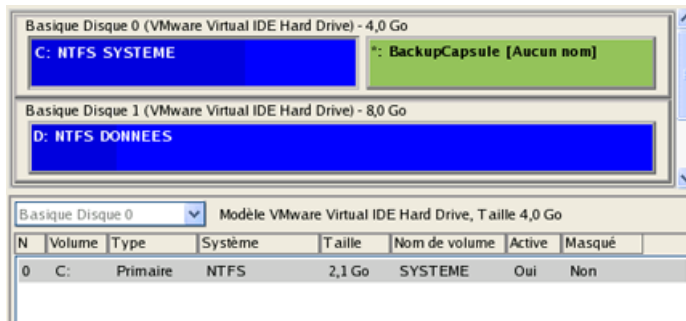 Basique Disque 0 (VMware Virtual IDE Hard Drive) - 4,0 Go
C: NTFS SYSTEME
*: BackupCapsule [Aucun nom]
Basique Disque 1 (VMware Virtual IDE Hard Drive) - 8,0 Go
D: NTFS DONNEES
Basique Disque 0 Modèle VMware Virtual IDE Hard Drive, Taille 4,0 Go
N Volume Type Système Taille Nom de volume Active Masqué
0 C: Primaire NTFS 2,1 Go SYSTEME Oui Non